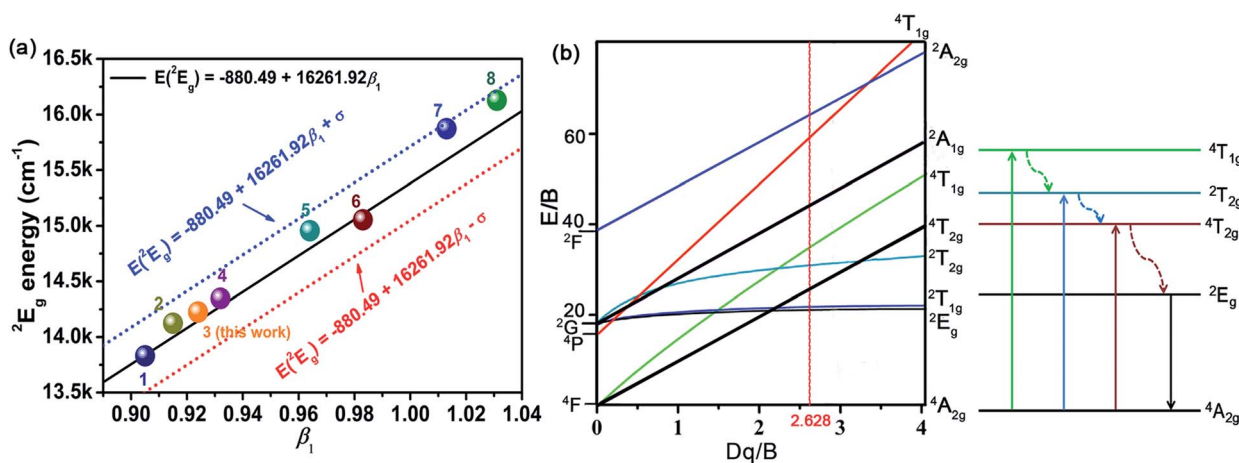 (a)
16.5k
16.0k
15.5k
15.0k
14.5k
14.0k
13.5k
²E_g energy (cm⁻¹)
E(²E_g) = -880.49 + 16261.92β₁
E(²E_g) = -880.49 + 16261.92β₁ + σ
E(²E_g) = -880.49 + 16261.92β₁ - σ
1
2
3 (this work)
4
5
6
7
8
0.90 0.92 0.94 0.96 0.98 1.00 1.02 1.04
β₁
(b)
E/B
60
40
20
²F
²G
⁴P
⁴F
0 1 2 3 4
2.628
Dq/B
⁴T₁g
²A₂g
²A₁g
⁴T₁g
⁴T₂g
²T₂g
²T₁g
²E_g
⁴A₂g
⁴T₁g
²T₂g
⁴T₂g
²E_g
⁴A₂g